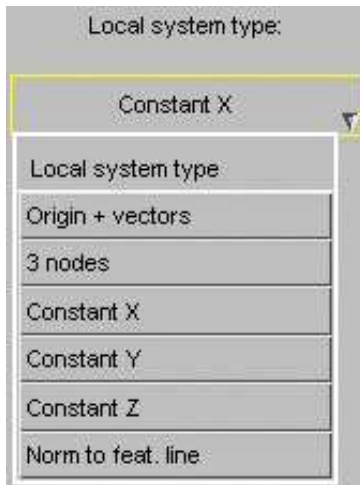 Local system type:
Constant X
Local system type
Origin + vectors
3 nodes
Constant X
Constant Y
Constant Z
Norm to feat. line